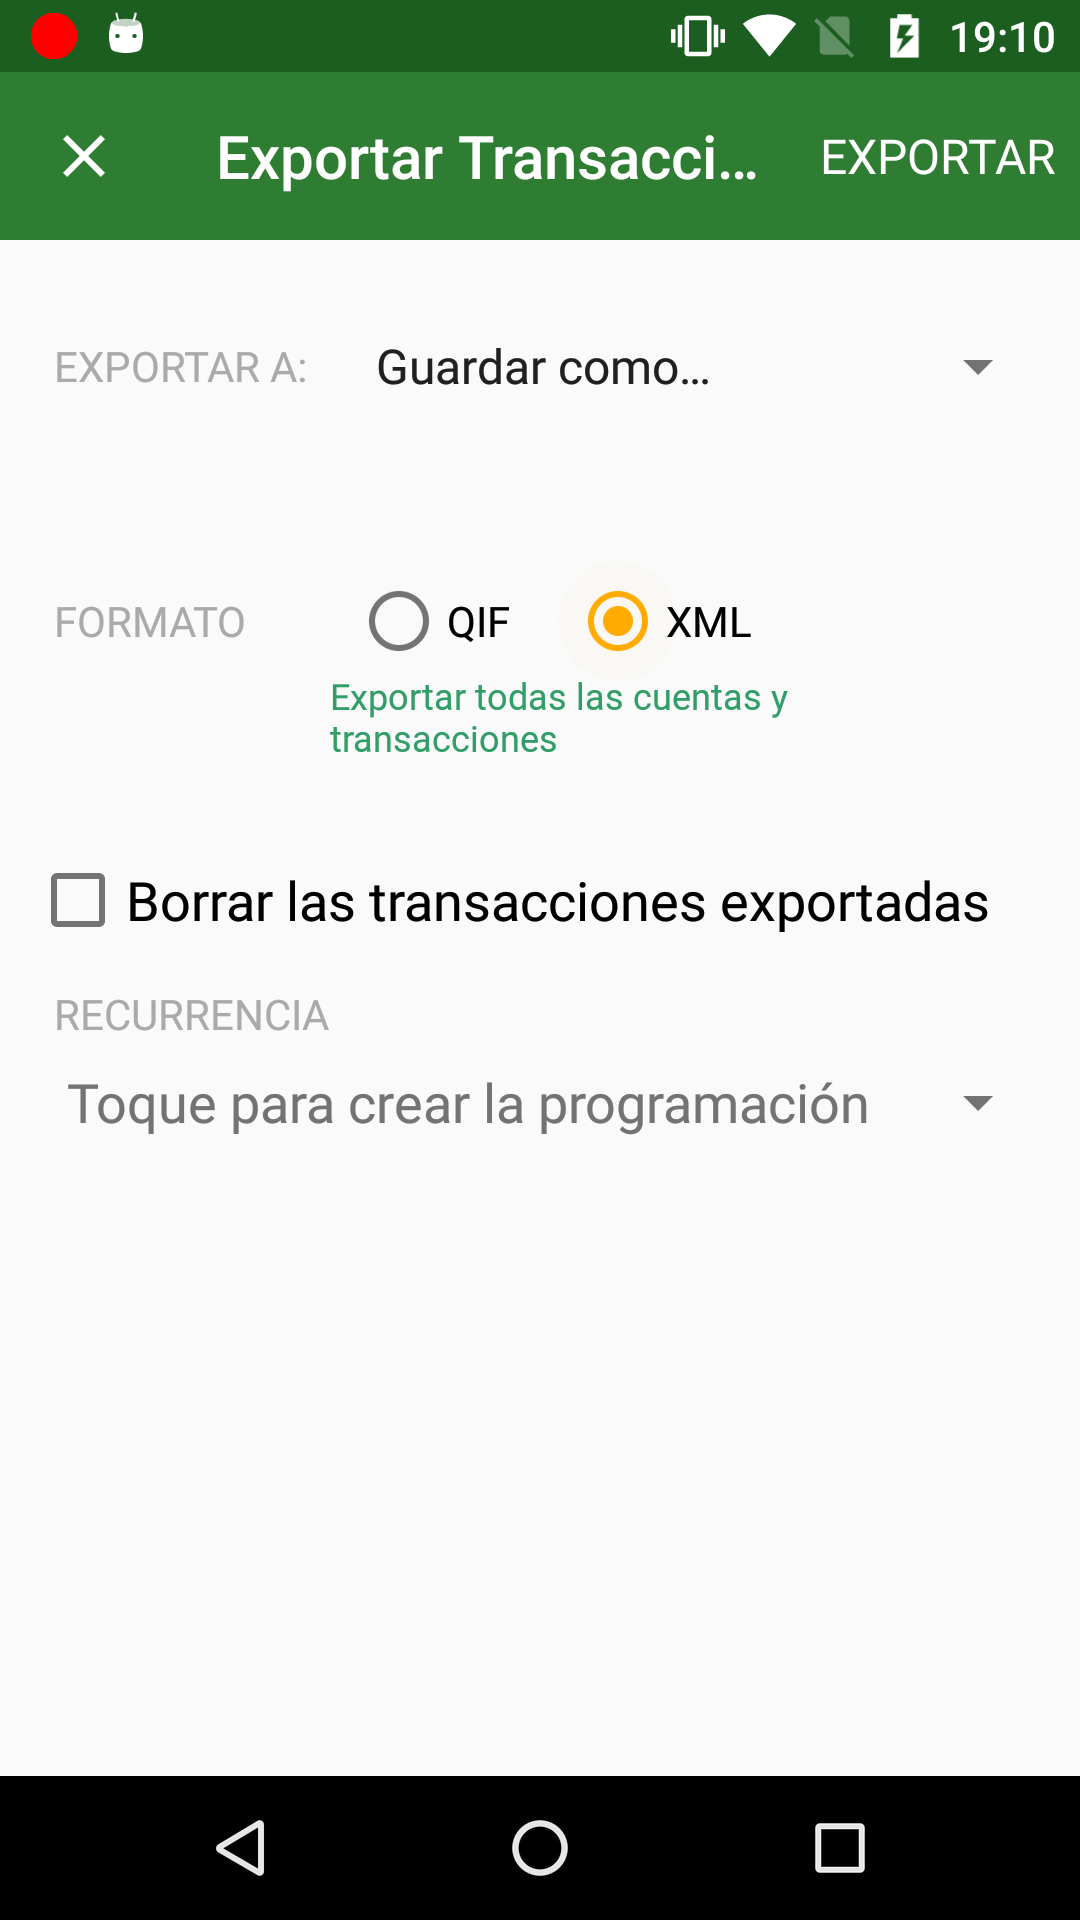 19:10
Exportar Transacci... EXPORTAR
EXPORTAR A: Guardar como...
FORMATO QIF XML
Exportar todas las cuentas y
transacciones
Borrar las transacciones exportadas
RECURRENCIA
Toque para crear la programación